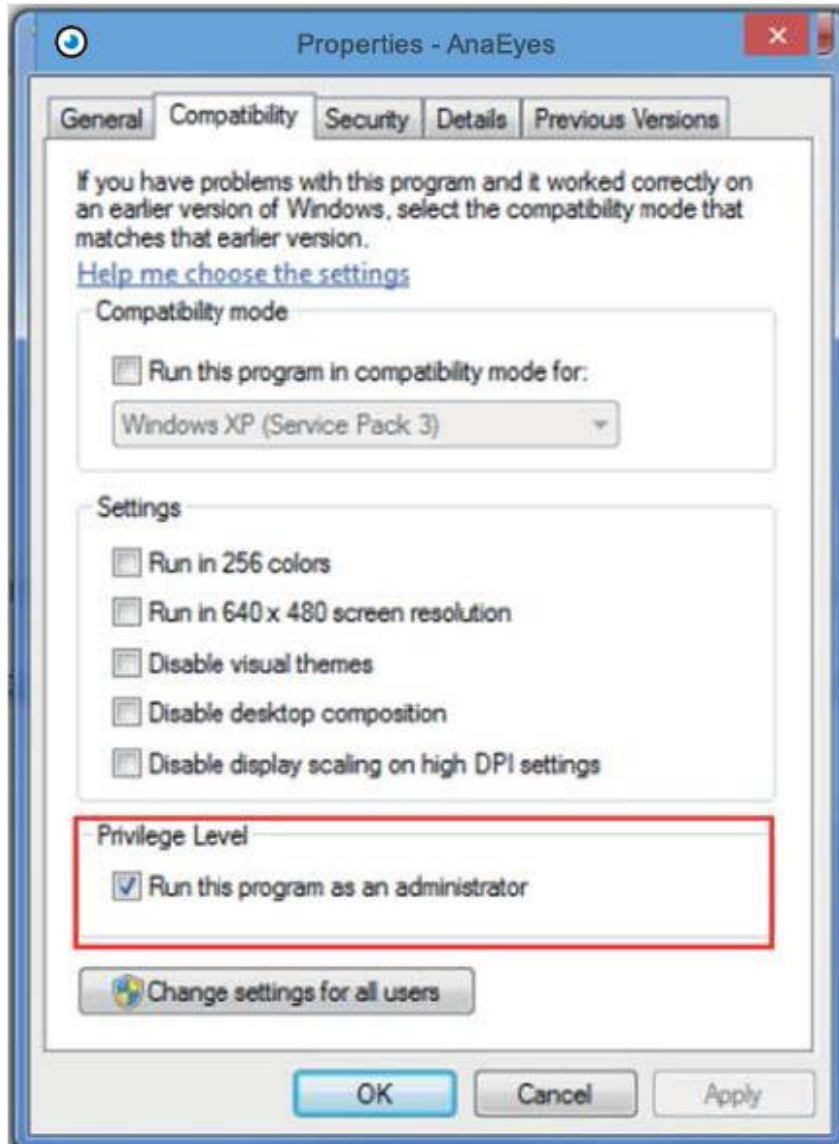 Properties - AnaEyes
General Compatibility Security Details Previous Versions
If you have problems with this program and it worked correctly on
an earlier version of Windows, select the compatibility mode that
matches that earlier version.
Help me choose the settings
Compatibility mode
Run this program in compatibility mode for:
Windows XP (Service Pack 3)
Settings
Run in 256 colors
Run in 640 x 480 screen resolution
Disable visual themes
Disable desktop composition
Disable display scaling on high DPI settings
Privilege Level
Run this program as an administrator
Change settings for all users
OK Cancel Apply